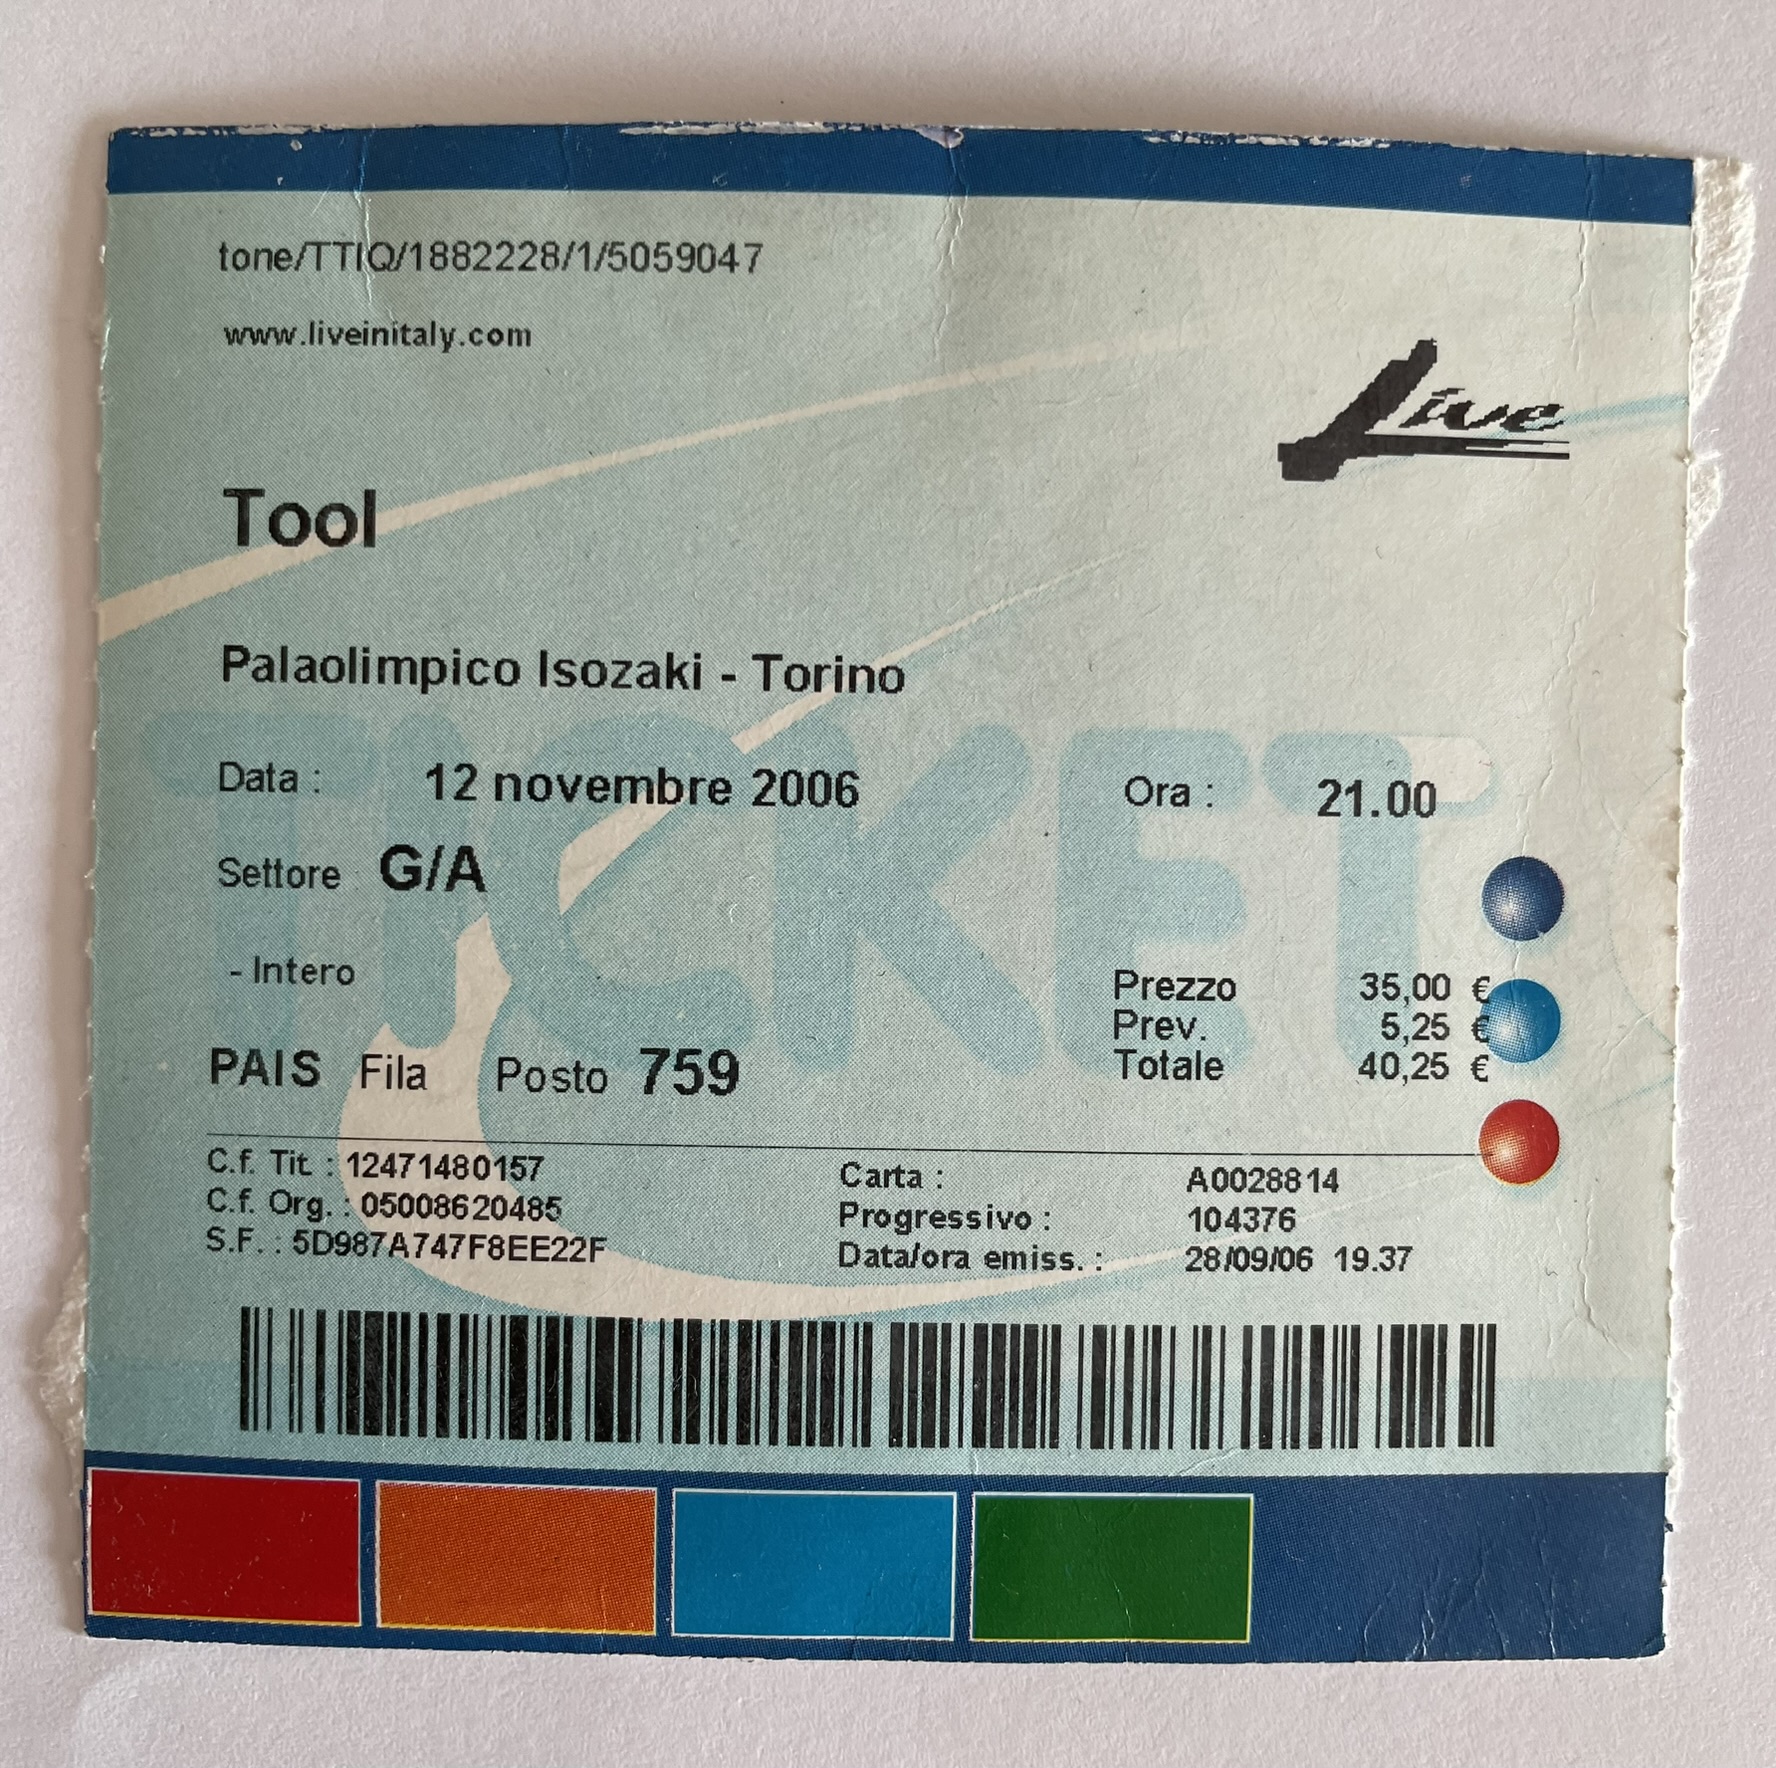 tone/TTIQ/1882228/1/5059047
www.liveinitaly.com
Live
Tool
Palaolimpico Isozaki - Torino
TICKET
Data : 12 novembre 2006 Ora : 21.00
Settore : G/A
- Intero
Prezzo 35,00 €
Prev. 5,25 €
Totale 40,25 €
PAIS Fila Posto 759
C.f. Tit. : 12471480157
C.f. Org. : 05008620485
S.F. : 5D987A747F8EE22F
Carta : A0028814
Progressivo : 104376
Data/ora emiss. : 28/09/06 19.37